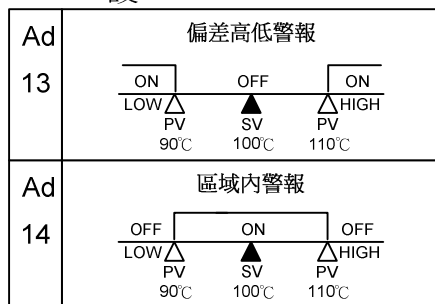 Ad
13
偏差高低警報
ON OFF ON
LOW HIGH
PV SV PV
90℃ 100℃ 110℃
Ad
14
區域內警報
OFF ON OFF
LOW HIGH
PV SV PV
90℃ 100℃ 110℃